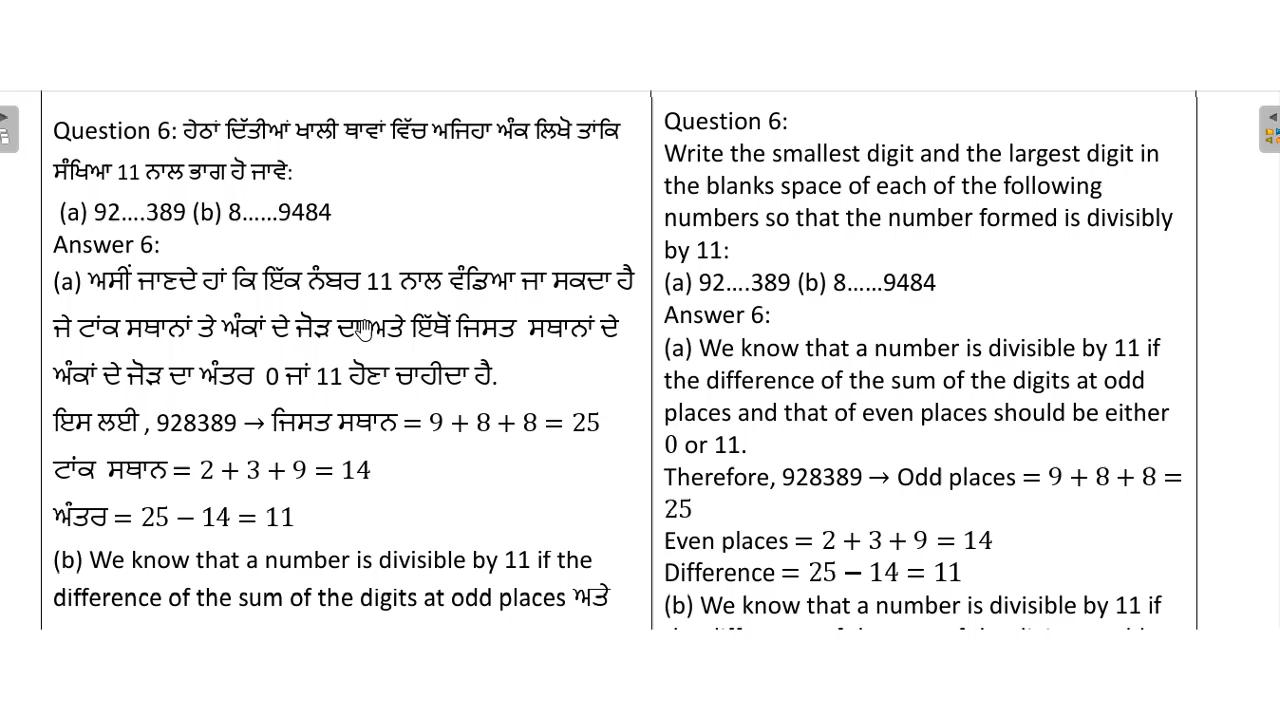 Question 6: ਹੇਠਾਂ ਦਿੱਤੀਆਂ ਖਾਲੀ ਥਾਵਾਂ ਵਿੱਚ ਅਜਿਹਾ ਅੰਕ ਲਿਖੋ ਤਾਂਕਿ
ਸੰਖਿਆ 11 ਨਾਲ ਭਾਗ ਹੋ ਜਾਵੇ:
(a) 92....389 (b) 8......9484
Answer 6:
(a) ਅਸੀਂ ਜਾਣਦੇ ਹਾਂ ਕਿ ਇੱਕ ਨੰਬਰ 11 ਨਾਲ ਵੰਡਿਆ ਜਾ ਸਕਦਾ ਹੈ
ਜੇ ਟਾਂਕ ਸਥਾਨਾਂ ਤੇ ਅੰਕਾਂ ਦੇ ਜੋੜ ਦਾ ਅਤੇ ਇੱਥੋਂ ਜਿਸਤ ਸਥਾਨਾਂ ਦੇ
ਅੰਕਾਂ ਦੇ ਜੋੜ ਦਾ ਅੰਤਰ 0 ਜਾਂ 11 ਹੋਣਾ ਚਾਹੀਦਾ ਹੈ.
ਇਸ ਲਈ , 928389 → ਜਿਸਤ ਸਥਾਨ = 9 + 8 + 8 = 25
ਟਾਂਕ ਸਥਾਨ = 2 + 3 + 9 = 14
ਅੰਤਰ = 25 − 14 = 11
(b) We know that a number is divisible by 11 if the
difference of the sum of the digits at odd places ਅਤੇ
Question 6:
Write the smallest digit and the largest digit in
the blanks space of each of the following
numbers so that the number formed is divisibly
by 11:
(a) 92....389 (b) 8......9484
Answer 6:
(a) We know that a number is divisible by 11 if
the difference of the sum of the digits at odd
places and that of even places should be either
0 or 11.
Therefore, 928389 → Odd places = 9 + 8 + 8 =
25
Even places = 2 + 3 + 9 = 14
Difference = 25 − 14 = 11
(b) We know that a number is divisible by 11 if